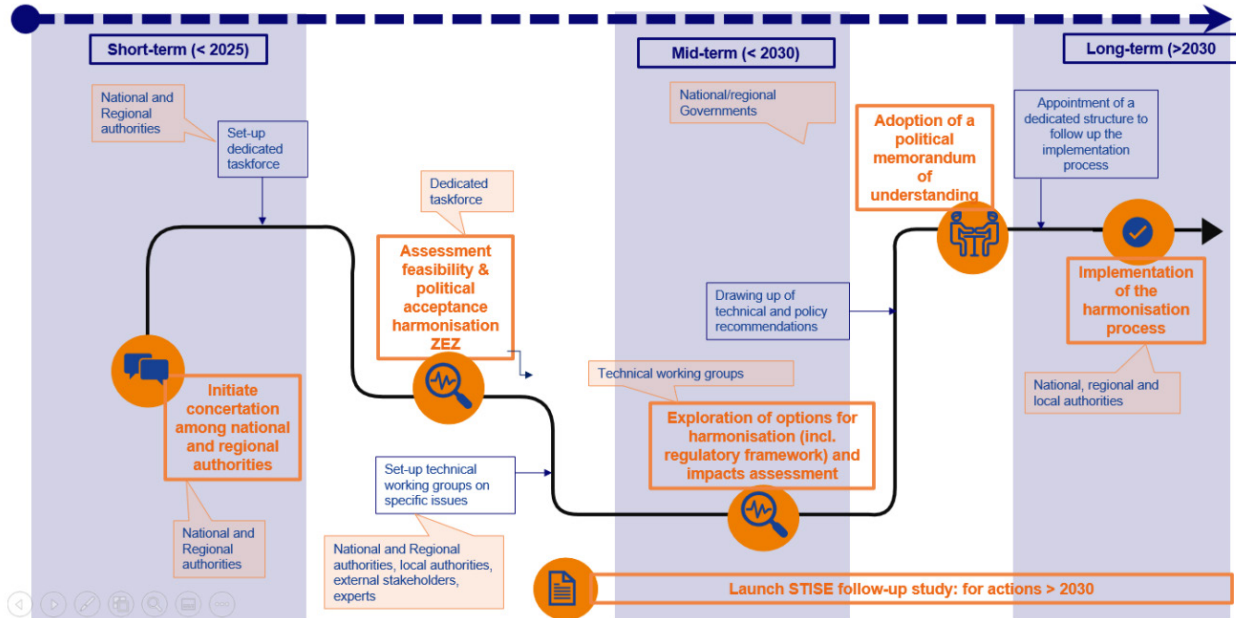 Short-term (< 2025)
Mid-term (< 2030)
Long-term (>2030
National and
Regional
authorities
Set-up
dedicated
taskforce
Dedicated
taskforce
Assessment
feasibility &
political
acceptance
harmonisation
ZEZ
Initiate
concertation
among national
and regional
authorities
National and
Regional
authorities
Set-up technical
working groups on
specific issues
National and Regional
authorities, local authorities,
external stakeholders,
experts
National/regional
Governments
Technical working groups
Exploration of options for
harmonisation (incl.
regulatory framework) and
impacts assessment
Drawing up of
technical and policy
recommendations
Adoption of a
political
memorandum
of
understanding
Appointment of a
dedicated structure to
follow up the
implementation
process
Implementation
of the
harmonisation
process
National, regional and
local authorities
Launch STISE follow-up study: for actions > 2030